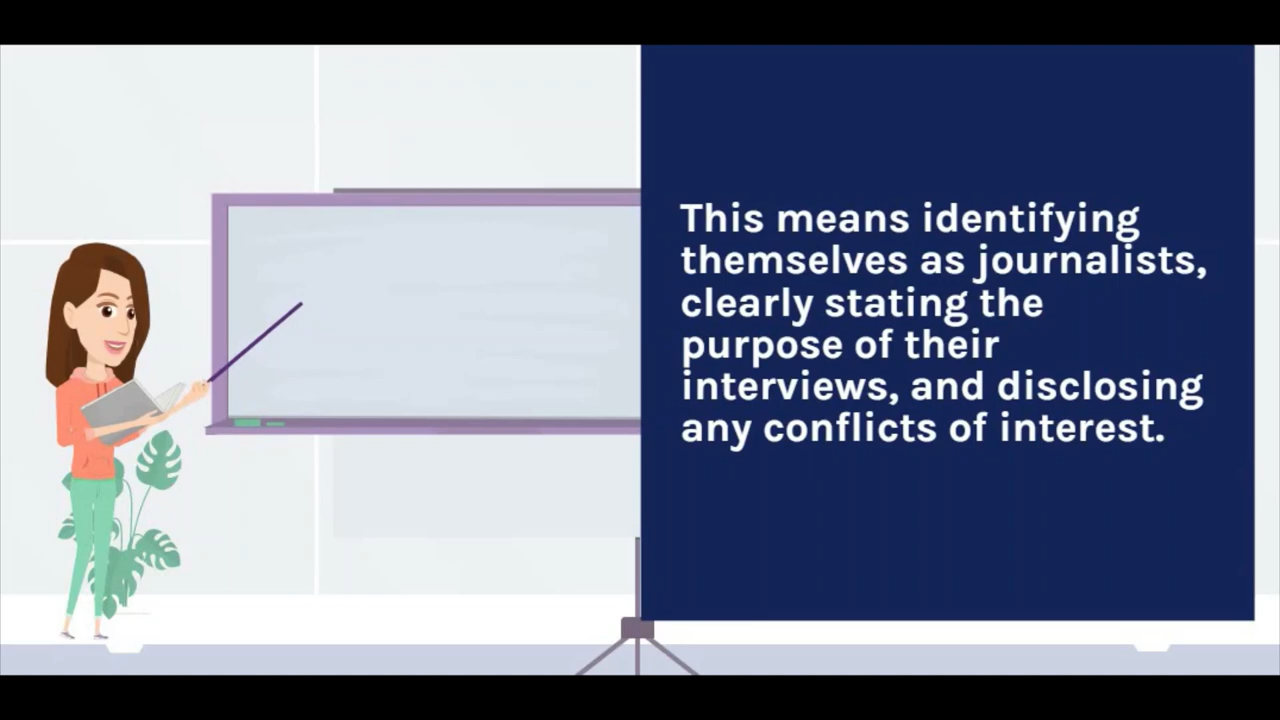 This means identifying
themselves as journalists,
clearly stating the
purpose of their
interviews, and disclosing
any conflicts of interest.